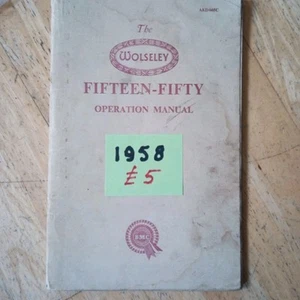 The
WOLSELEY
FIFTEEN-FIFTY
OPERATION MANUAL
1958
£5
B.M.C